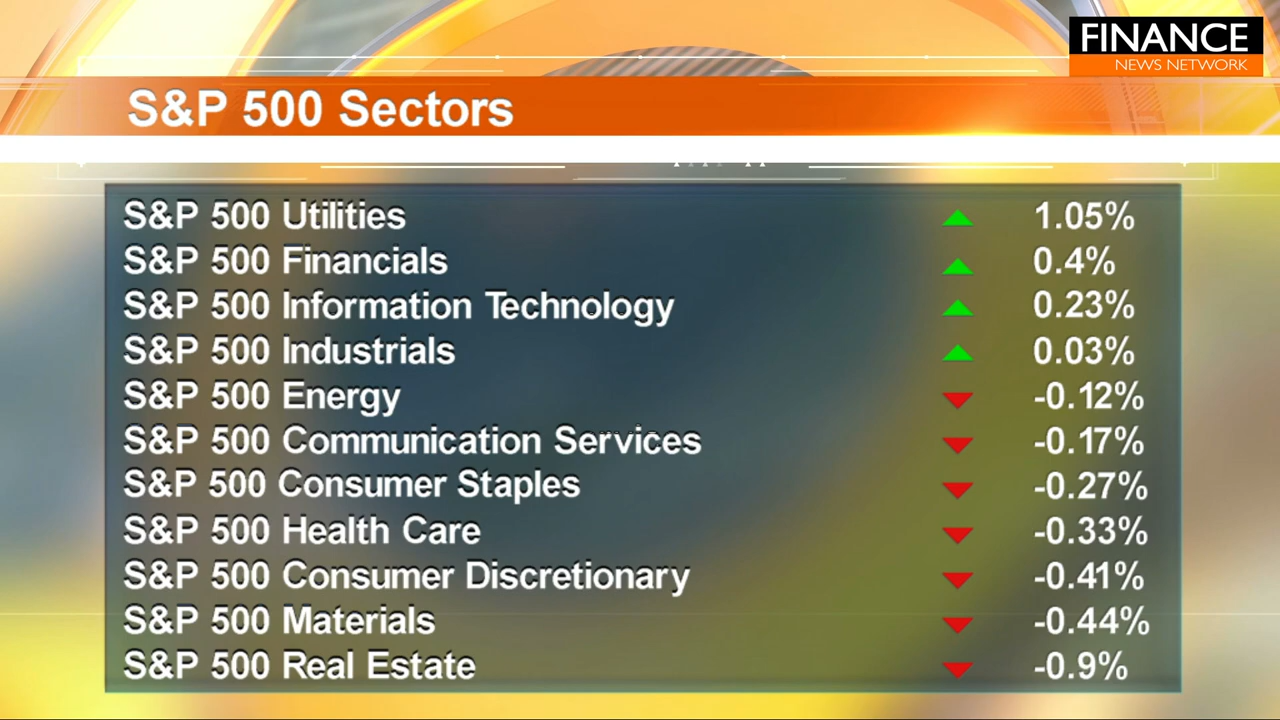 FINANCE
NEWS NETWORK
S&P 500 Sectors
S&P 500 Utilities 1.05%
S&P 500 Financials 0.4%
S&P 500 Information Technology 0.23%
S&P 500 Industrials 0.03%
S&P 500 Energy -0.12%
S&P 500 Communication Services -0.17%
S&P 500 Consumer Staples -0.27%
S&P 500 Health Care -0.33%
S&P 500 Consumer Discretionary -0.41%
S&P 500 Materials -0.44%
S&P 500 Real Estate -0.9%